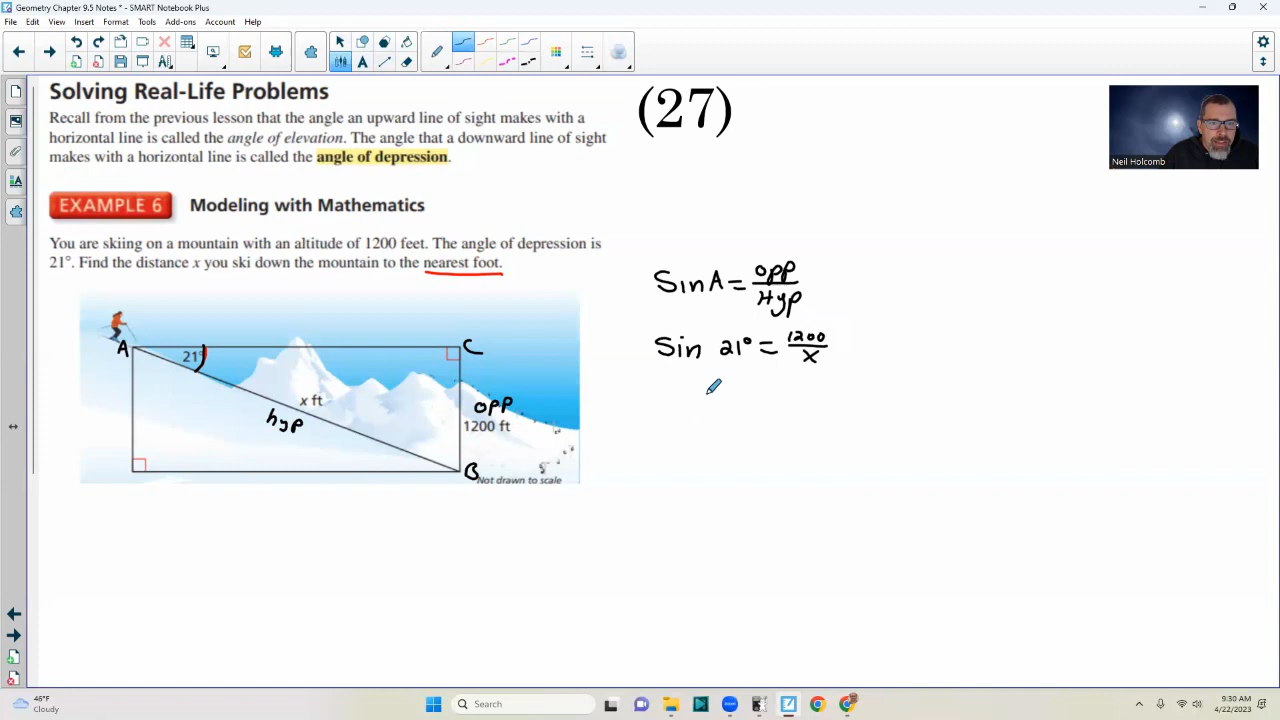 Geometry Chapter 9.5 Notes * - SMART Notebook Plus
File Edit View Insert Format Tools Add-ons Account Help
Solving Real-Life Problems
(27)
Recall from the previous lesson that the angle an upward line of sight makes with a
horizontal line is called the angle of elevation. The angle that a downward line of sight
makes with a horizontal line is called the angle of depression.
Neil Holcomb
EXAMPLE 6 Modeling with Mathematics
You are skiing on a mountain with an altitude of 1200 feet. The angle of depression is
21°. Find the distance x you ski down the mountain to the nearest foot.
Sin A = opp
Hyp
Sin 21° = 1200
x
A
21°
C
x ft
hyp
opp
1200 ft
B
Not drawn to scale
46°F
Cloudy
Search
9:30 AM
4/22/2023